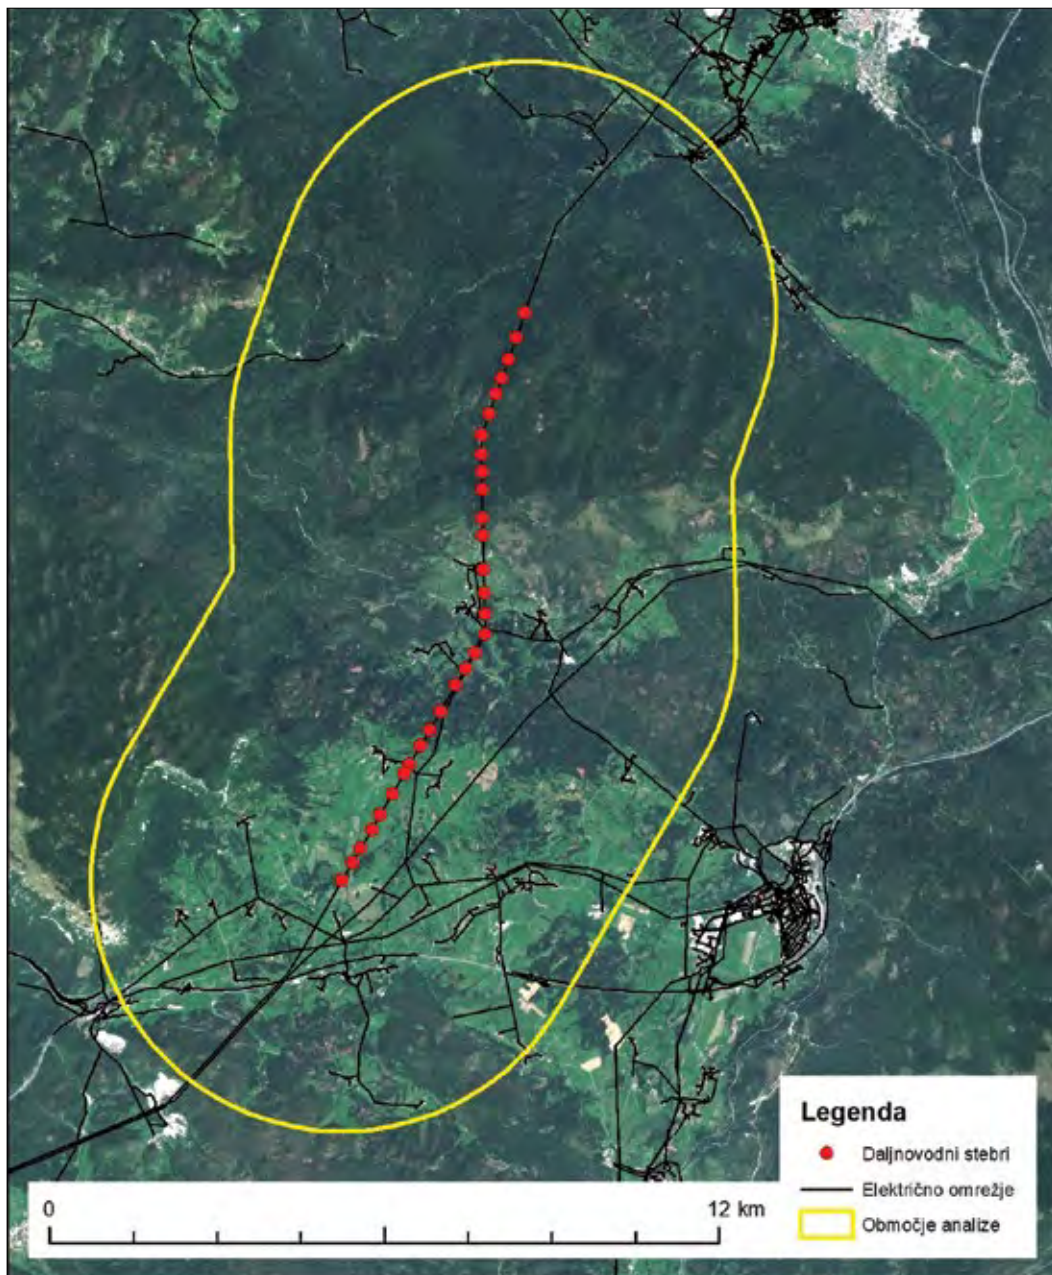 Legenda
Daljnovodni stebri
Električno omrežje
Območje analize
0
12 km